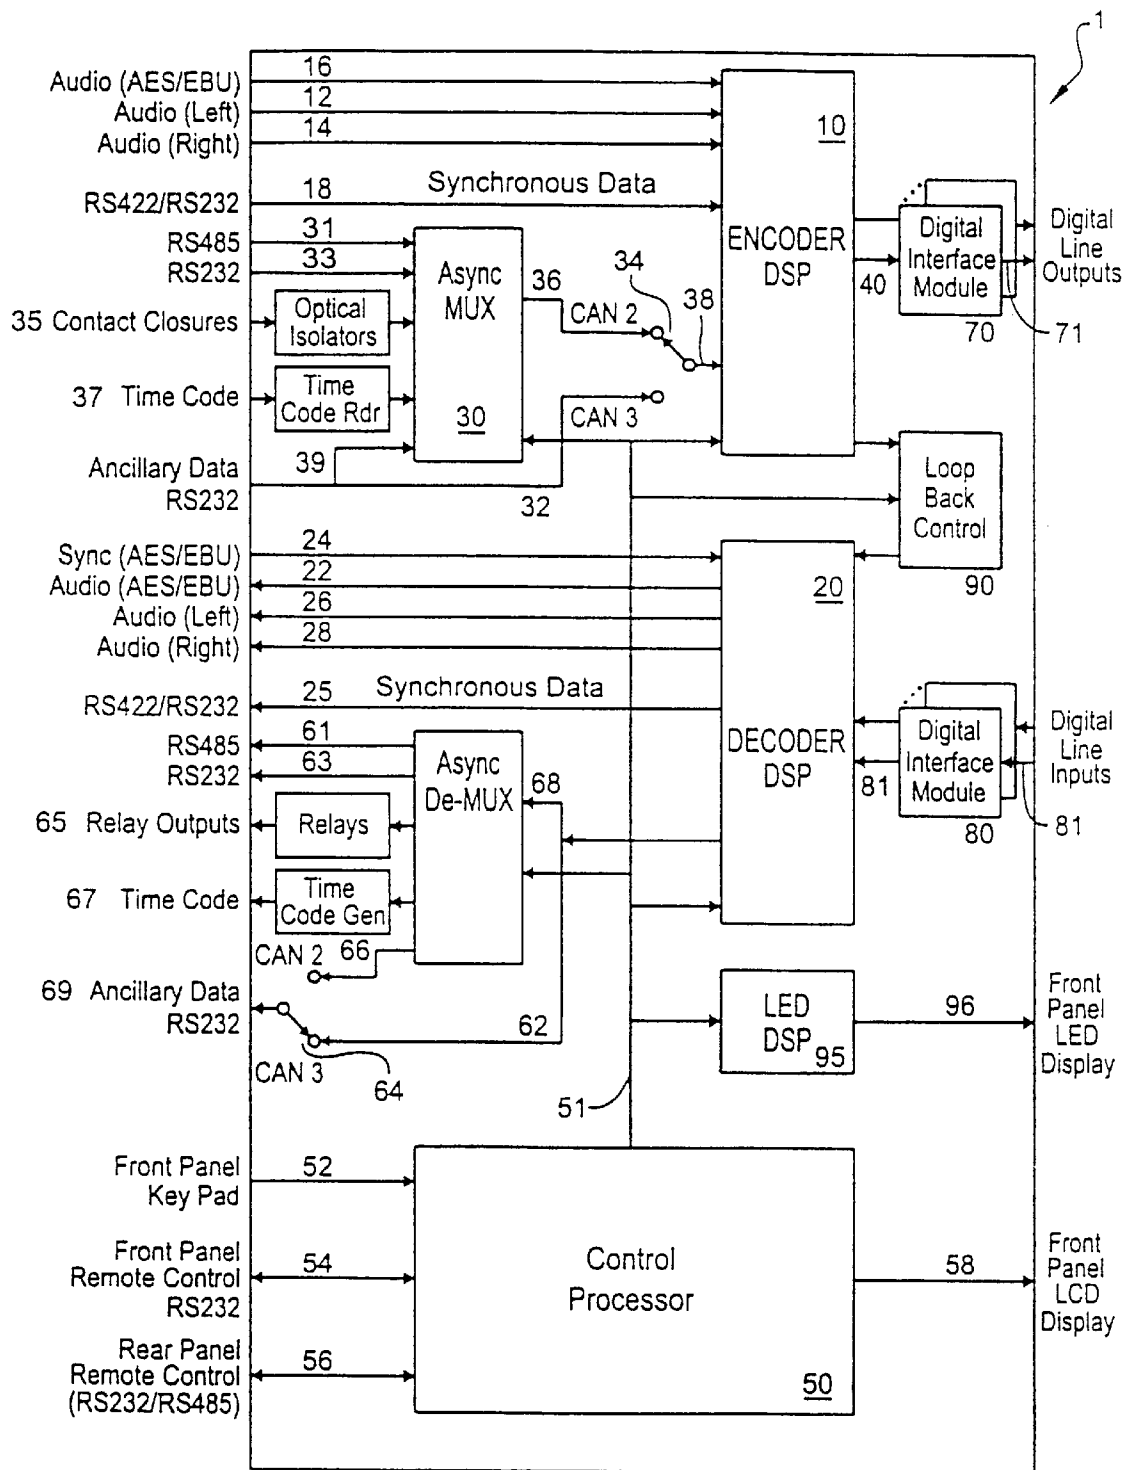 1
Audio (AES/EBU) 16
Audio (Left) 12
Audio (Right) 14
10
RS422/RS232 18 Synchronous Data
RS485 31
RS232 33
Async
MUX
30
36
34
38
CAN 2
CAN 3
ENCODER
DSP
40
Digital
Interface
Module
70
71
Digital
Line
Outputs
35 Contact Closures
Optical
Isolators
37 Time Code
Time
Code Rdr
Ancillary Data
RS232
39
32
Loop
Back
Control
90
Sync (AES/EBU) 24
Audio (AES/EBU) 22
Audio (Left) 26
Audio (Right) 28
20
RS422/RS232 25 Synchronous Data
RS485 61
RS232 63
Async
De-MUX
68
DECODER
DSP
81
Digital
Interface
Module
80
81
Digital
Line
Inputs
65 Relay Outputs
Relays
67 Time Code
Time
Code Gen
CAN 2
66
69 Ancillary Data
RS232
62
CAN 3
64
LED
DSP
95
96
Front
Panel
LED
Display
51
Front Panel
Key Pad
52
Front Panel
Remote Control
RS232
54
Rear Panel
Remote Control
(RS232/RS485)
56
Control
Processor
50
58
Front
Panel
LCD
Display